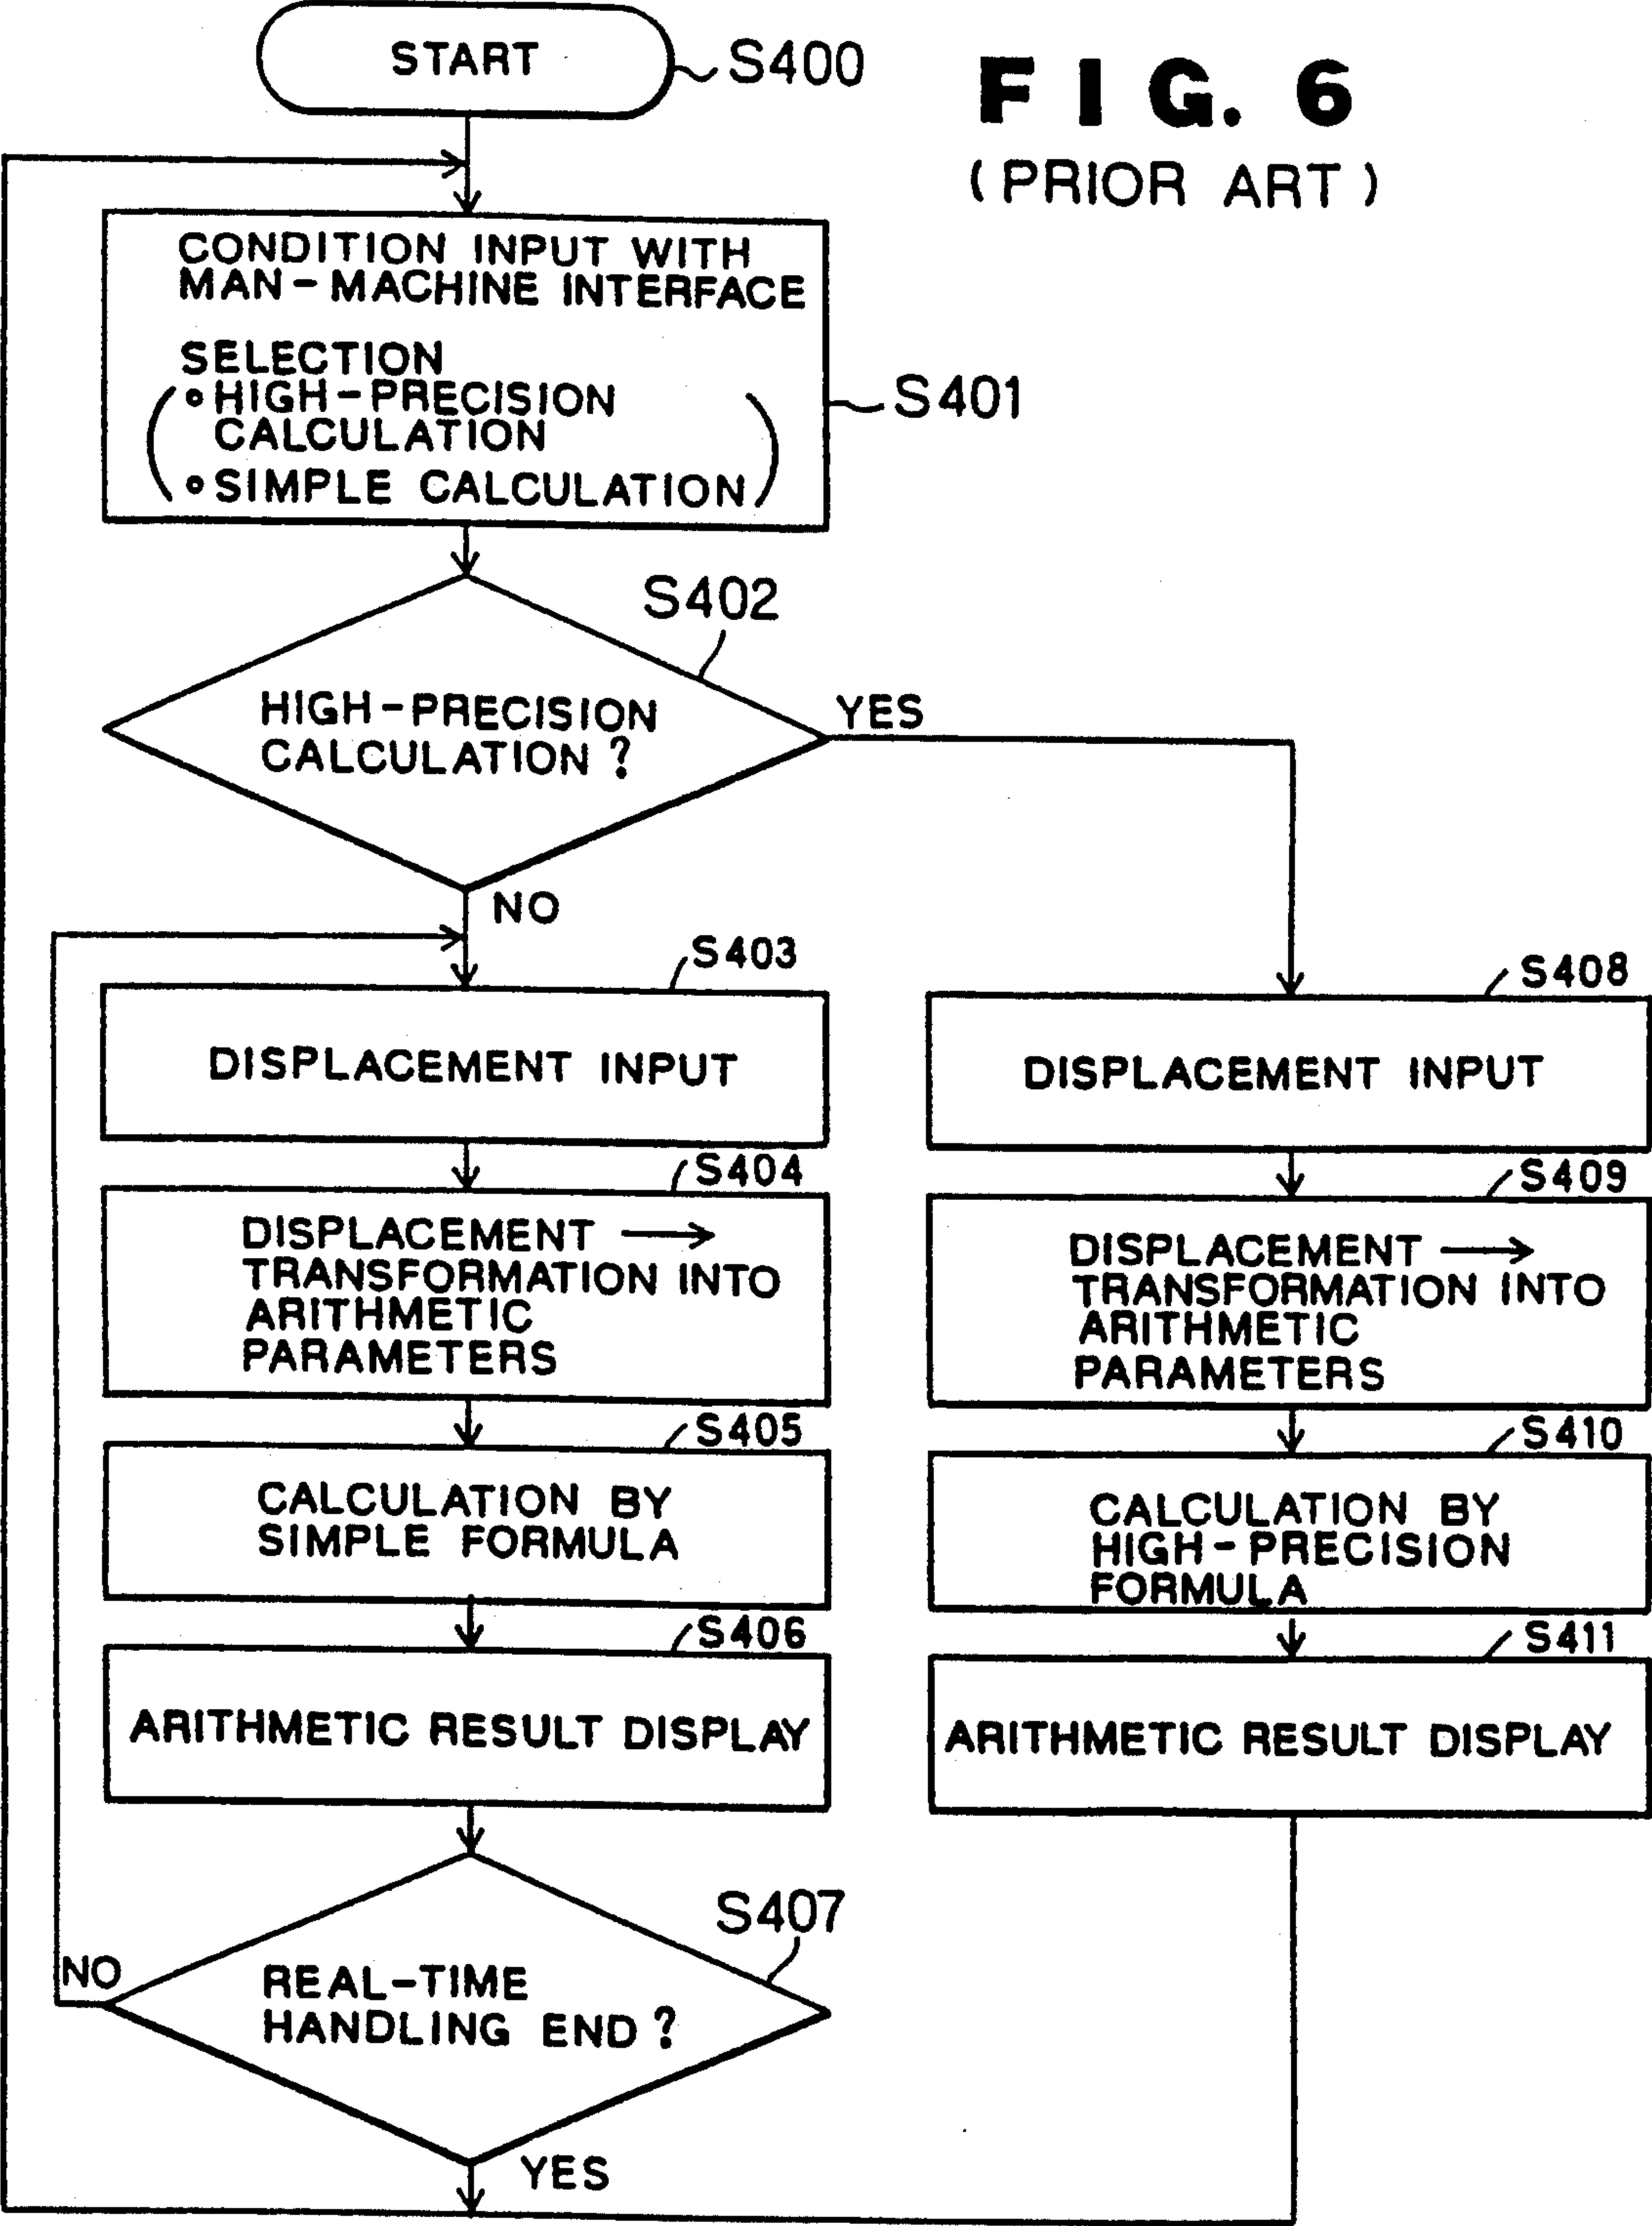 START
S400
FIG. 6
(PRIOR ART)
CONDITION INPUT WITH
MAN-MACHINE INTERFACE
SELECTION
(• HIGH-PRECISION
CALCULATION
• SIMPLE CALCULATION)
S401
S402
HIGH-PRECISION
CALCULATION?
YES
NO
S403
DISPLACEMENT INPUT
S404
DISPLACEMENT →
TRANSFORMATION INTO
ARITHMETIC
PARAMETERS
S405
CALCULATION BY
SIMPLE FORMULA
S406
ARITHMETIC RESULT DISPLAY
S407
NO
REAL-TIME
HANDLING END?
YES
S408
DISPLACEMENT INPUT
S409
DISPLACEMENT →
TRANSFORMATION INTO
ARITHMETIC
PARAMETERS
S410
CALCULATION BY
HIGH-PRECISION
FORMULA
S411
ARITHMETIC RESULT DISPLAY